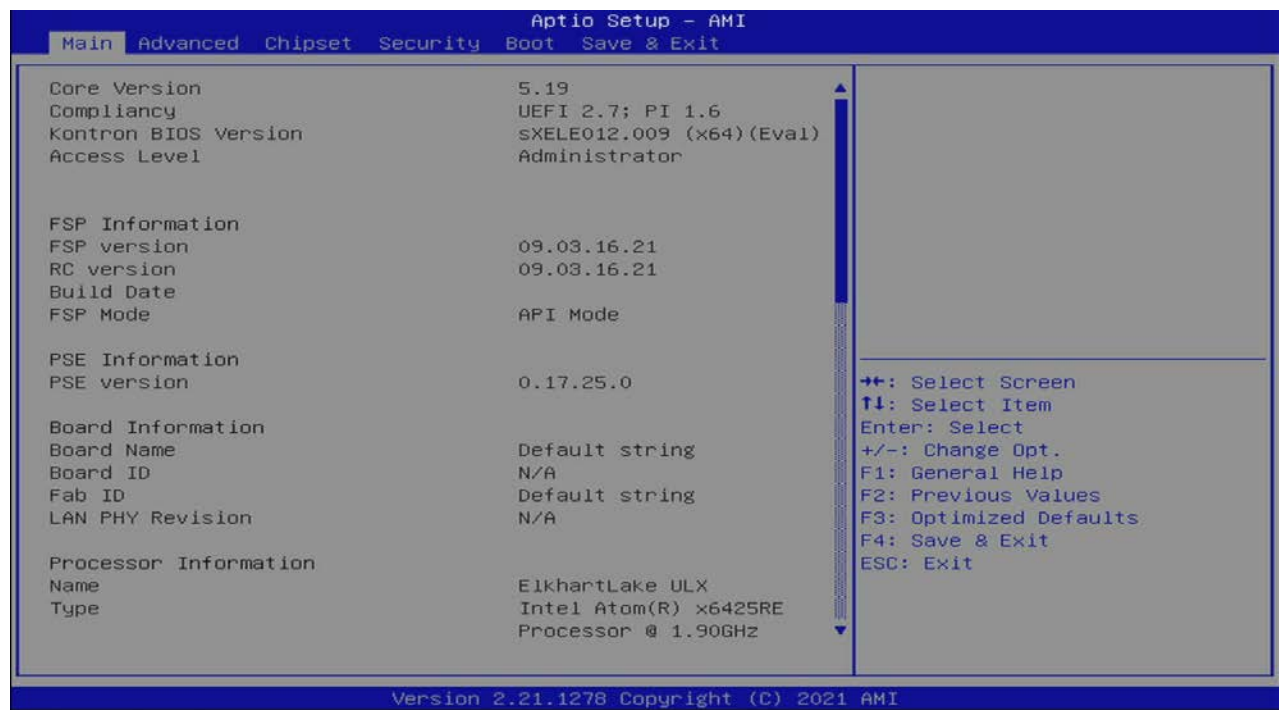 Aptio Setup - AMI
Main Advanced Chipset Security Boot Save & Exit
Core Version 5.19
Compliancy UEFI 2.7; PI 1.6
Kontron BIOS Version sXELE012.009 (x64)(Eval)
Access Level Administrator
FSP Information
FSP version 09.03.16.21
RC version 09.03.16.21
Build Date
FSP Mode API Mode
PSE Information
PSE version 0.17.25.0
Board Information
Board Name Default string
Board ID N/A
Fab ID Default string
LAN PHY Revision N/A
Processor Information
Name ElkhartLake ULX
Type Intel Atom(R) x6425RE
Processor @ 1.90GHz
→←: Select Screen
↑↓: Select Item
Enter: Select
+/-: Change Opt.
F1: General Help
F2: Previous Values
F3: Optimized Defaults
F4: Save & Exit
ESC: Exit
Version 2.21.1278 Copyright (C) 2021 AMI